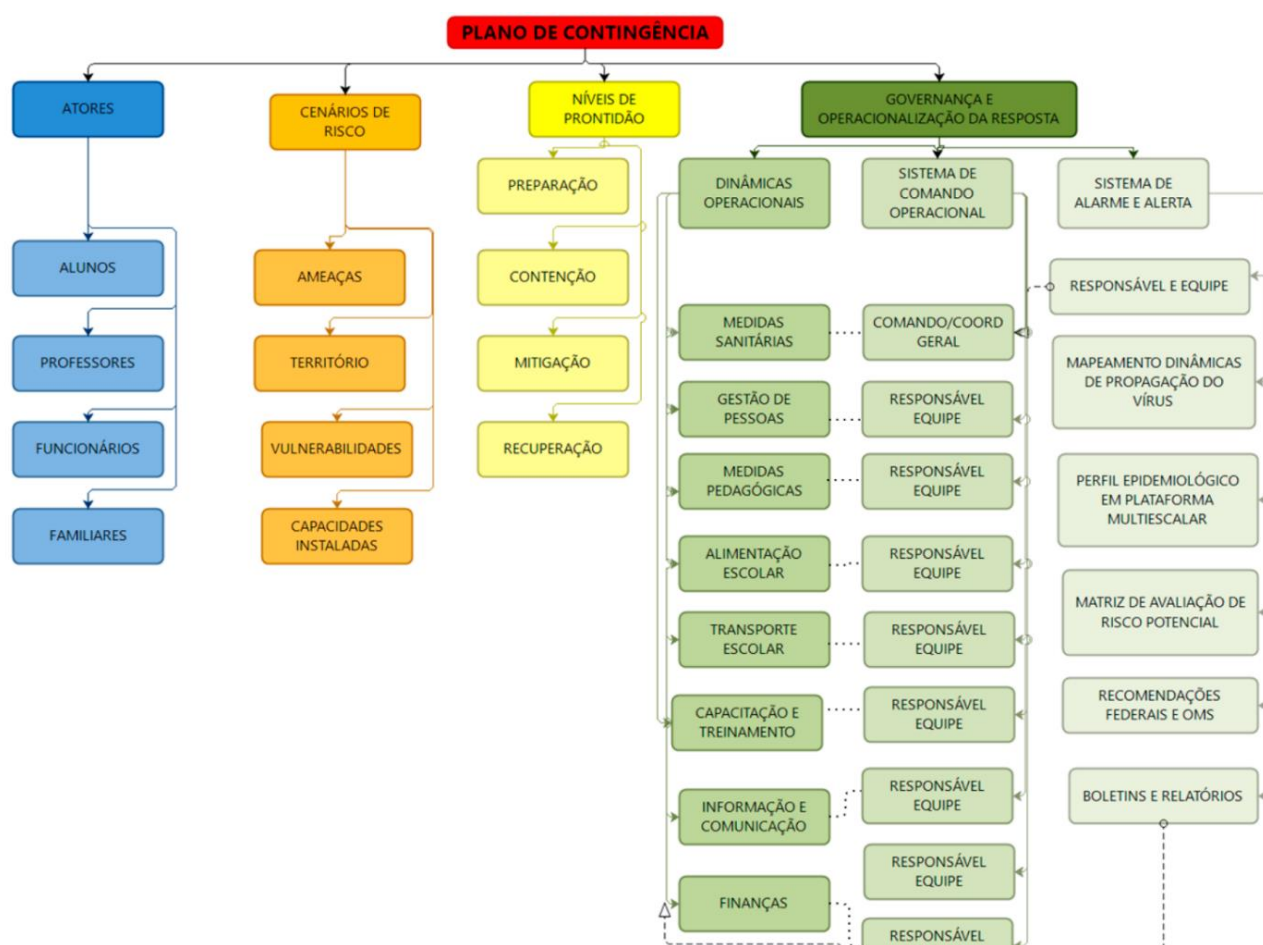 PLANO DE CONTINGÊNCIA
ATORES
ALUNOS
PROFESSORES
FUNCIONÁRIOS
FAMILIARES
CENÁRIOS DE
RISCO
AMEAÇAS
TERRITÓRIO
VULNERABILIDADES
CAPACIDADES
INSTALADAS
NÍVEIS DE
PRONTIDÃO
PREPARAÇÃO
CONTENÇÃO
MITIGAÇÃO
RECUPERAÇÃO
GOVERNANÇA E
OPERACIONALIZAÇÃO DA RESPOSTA
DINÂMICAS
OPERACIONAIS
MEDIDAS
SANITÁRIAS
GESTÃO DE
PESSOAS
MEDIDAS
PEDAGÓGICAS
ALIMENTAÇÃO
ESCOLAR
TRANSPORTE
ESCOLAR
CAPACITAÇÃO E
TREINAMENTO
INFORMAÇÃO E
COMUNICAÇÃO
FINANÇAS
SISTEMA DE
COMANDO
OPERACIONAL
COMANDO/COORD
GERAL
RESPONSÁVEL
EQUIPE
RESPONSÁVEL
EQUIPE
RESPONSÁVEL
EQUIPE
RESPONSÁVEL
EQUIPE
RESPONSÁVEL
EQUIPE
RESPONSÁVEL
EQUIPE
RESPONSÁVEL
EQUIPE
RESPONSÁVEL
SISTEMA DE
ALARME E ALERTA
RESPONSÁVEL E EQUIPE
MAPEAMENTO DINÂMICAS
DE PROPAGAÇÃO DO
VÍRUS
PERFIL EPIDEMIOLÓGICO
EM PLATAFORMA
MULTIESCALAR
MATRIZ DE AVALIAÇÃO DE
RISCO POTENCIAL
RECOMENDAÇÕES
FEDERAIS E OMS
BOLETINS E RELATÓRIOS